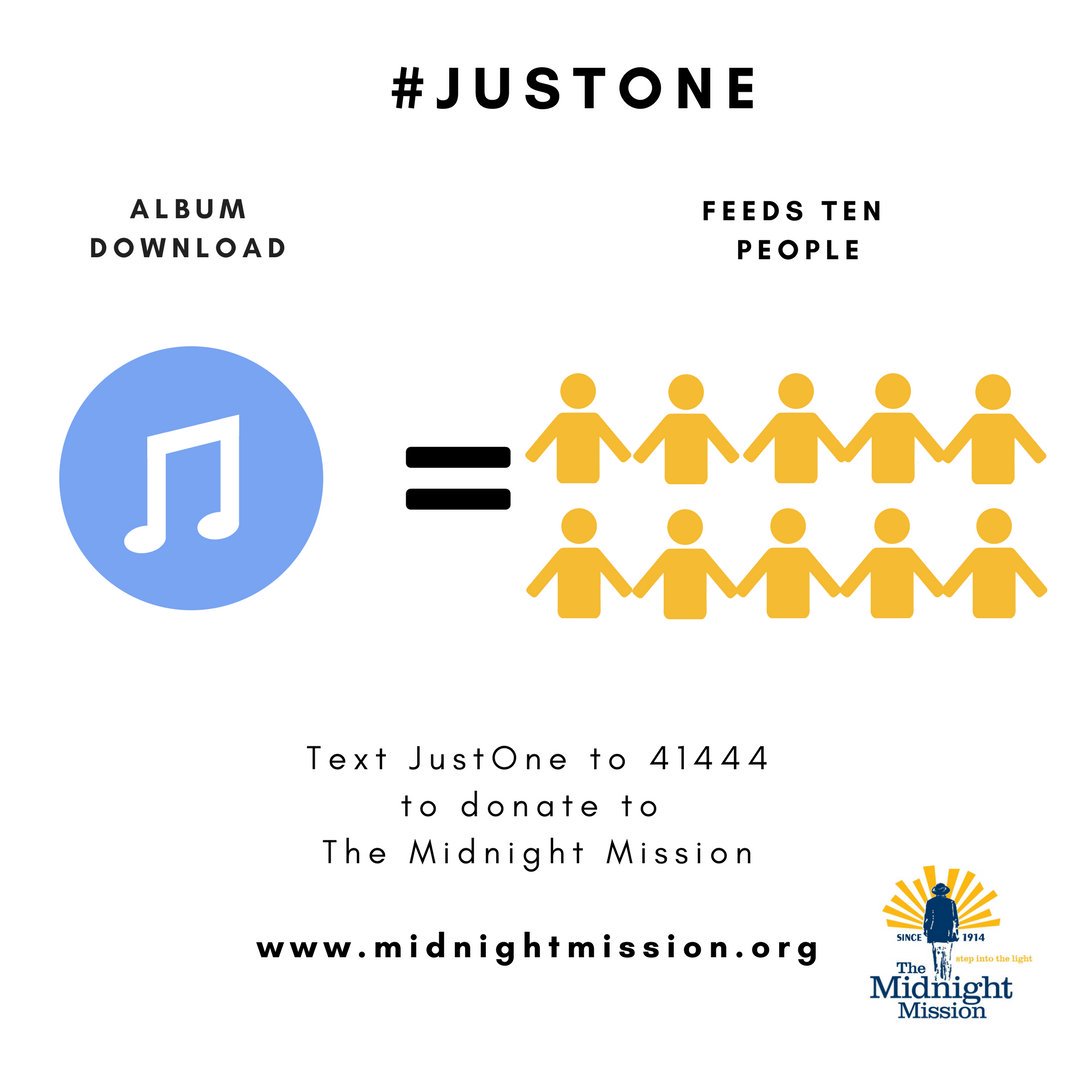 #JUSTONE
ALBUM
DOWNLOAD
FEEDS TEN
PEOPLE
Text JustOne to 41444
to donate to
The Midnight Mission
www.midnightmission.org
SINCE 1914
step into the light
The
Midnight
Mission